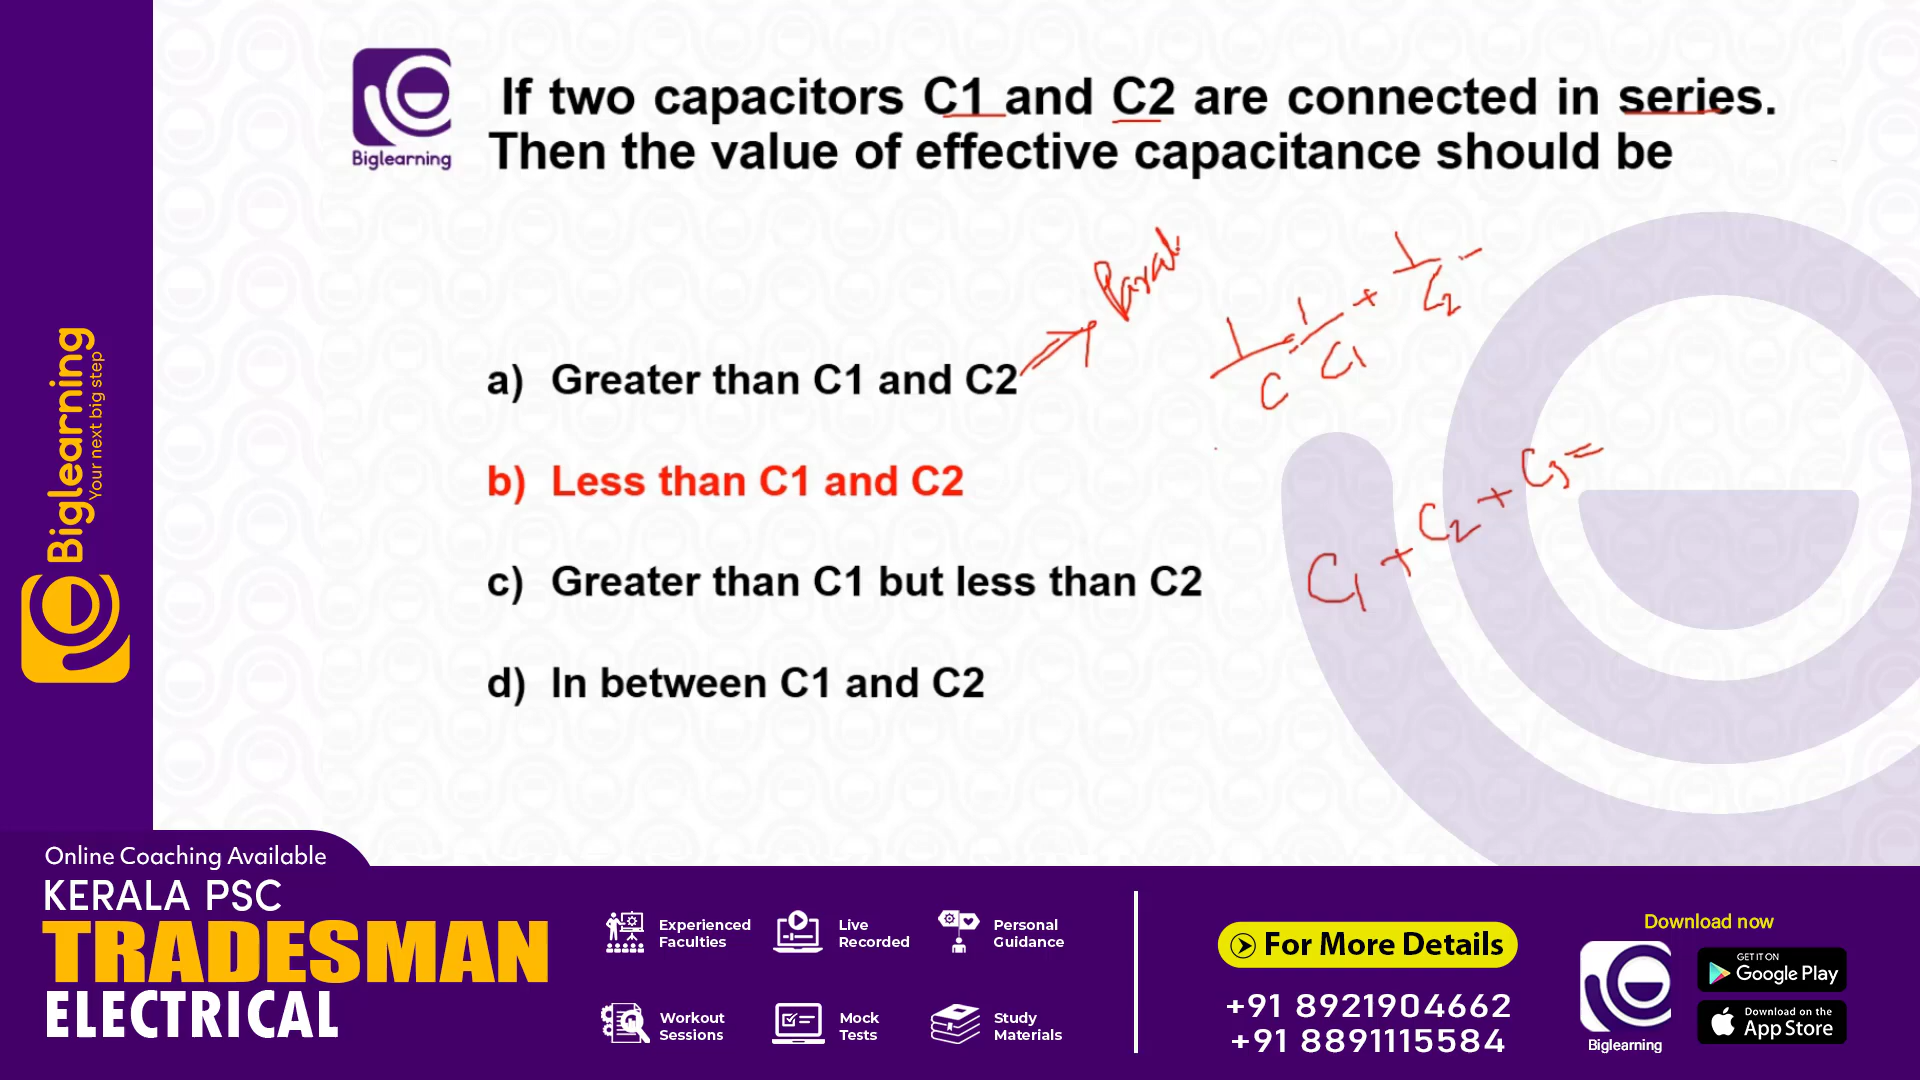 If two capacitors C1 and C2 are connected in series.
Then the value of effective capacitance should be
Biglearning
a) Greater than C1 and C2
b) Less than C1 and C2
c) Greater than C1 but less than C2
d) In between C1 and C2
1/C = 1/C1 + 1/C2
C1 + C2 + C3 =
Biglearning
Your next big step
Online Coaching Available
KERALA PSC
TRADESMAN
ELECTRICAL
Experienced
Faculties
Live
Recorded
Personal
Guidance
Workout
Sessions
Mock
Tests
Study
Materials
For More Details
+91 8921904662
+91 8891115584
Download now
Biglearning
GET IT ON
Google Play
Download on the
App Store